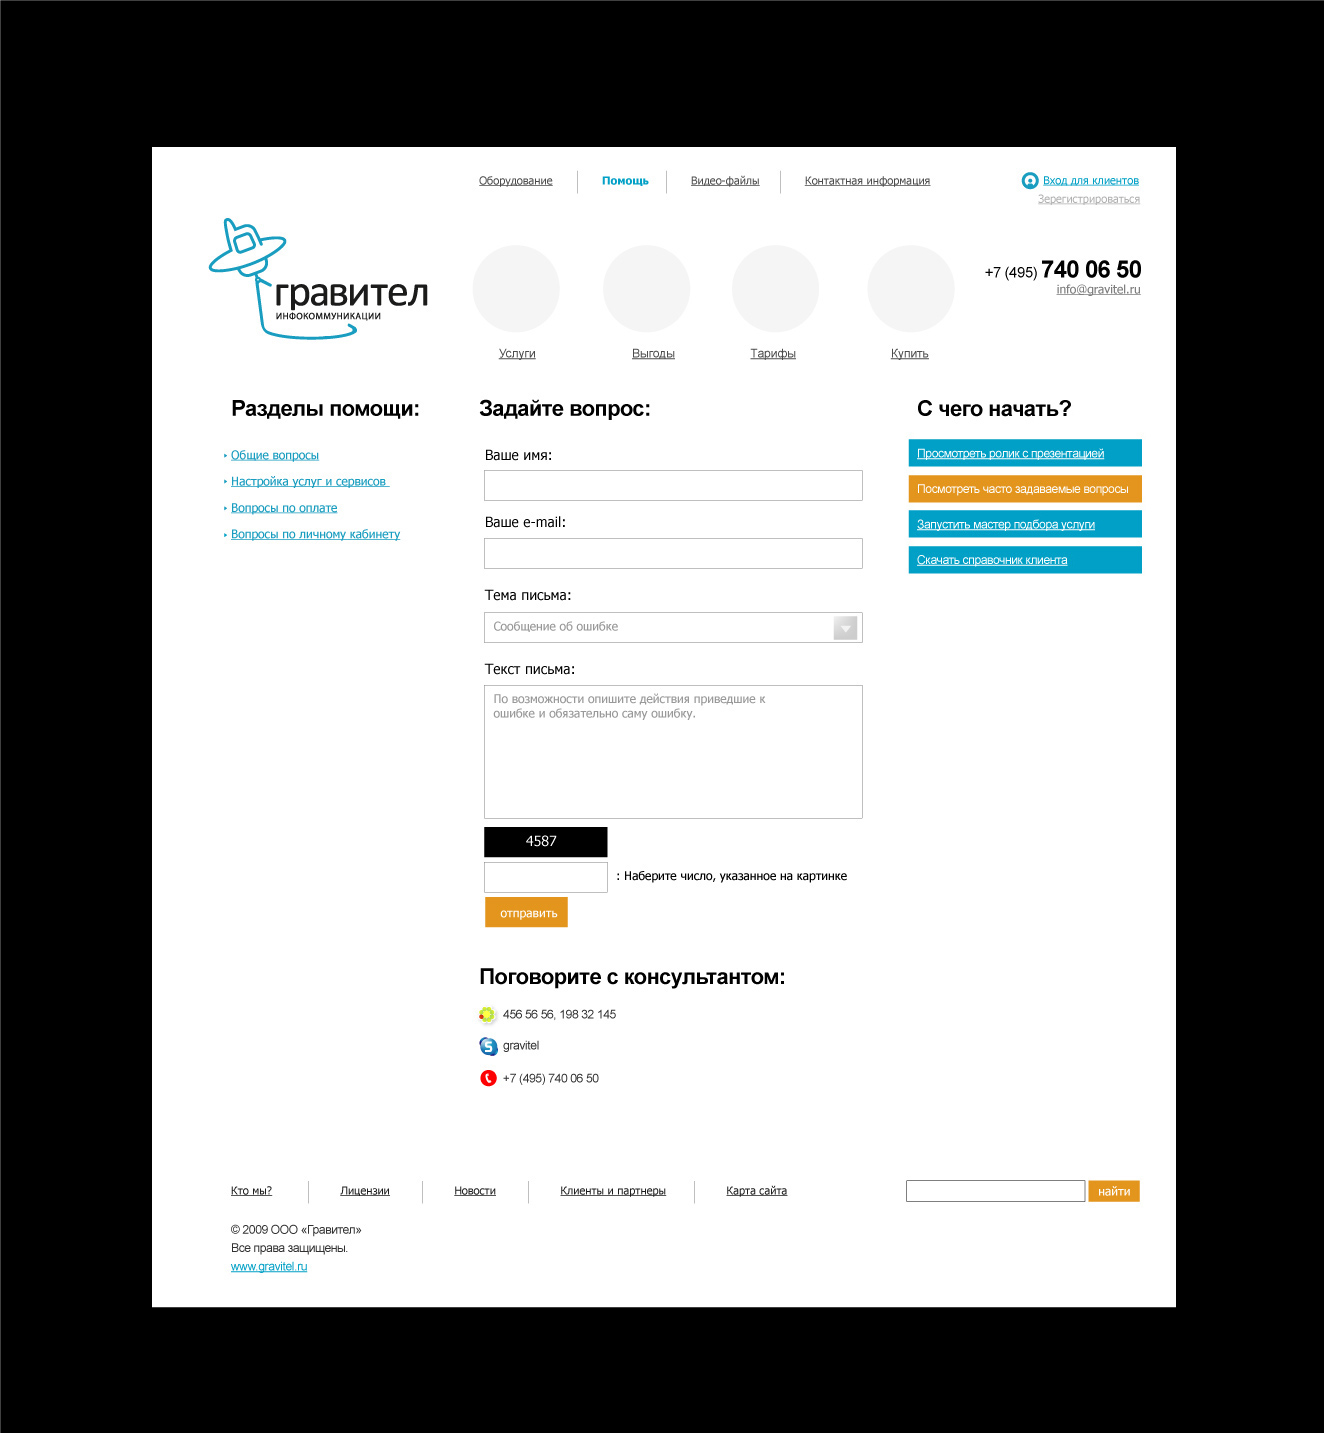 Оборудование
Помощь
Видео-файлы
Контактная информация
Вход для клиентов
Зерегистрироваться
гравител
ИНФОКОММУНИКАЦИИ
+7 (495) 740 06 50
info@gravitel.ru
Услуги
Выгоды
Тарифы
Купить
Разделы помощи:
Общие вопросы
Настройка услуг и сервисов
Вопросы по оплате
Вопросы по личному кабинету
Задайте вопрос:
Ваше имя:
Ваше e-mail:
Тема письма:
Сообщение об ошибке
Текст письма:
По возможности опишите действия приведшие к
ошибке и обязательно саму ошибку.
4587
: Наберите число, указанное на картинке
отправить
С чего начать?
Просмотреть ролик с презентацией
Посмотреть часто задаваемые вопросы
Запустить мастер подбора услуги
Скачать справочник клиента
Поговорите с консультантом:
456 56 56, 198 32 145
gravitel
+7 (495) 740 06 50
Кто мы?
Лицензии
Новости
Клиенты и партнеры
Карта сайта
найти
© 2009 ООО «Гравител»
Все права защищены.
www.gravitel.ru